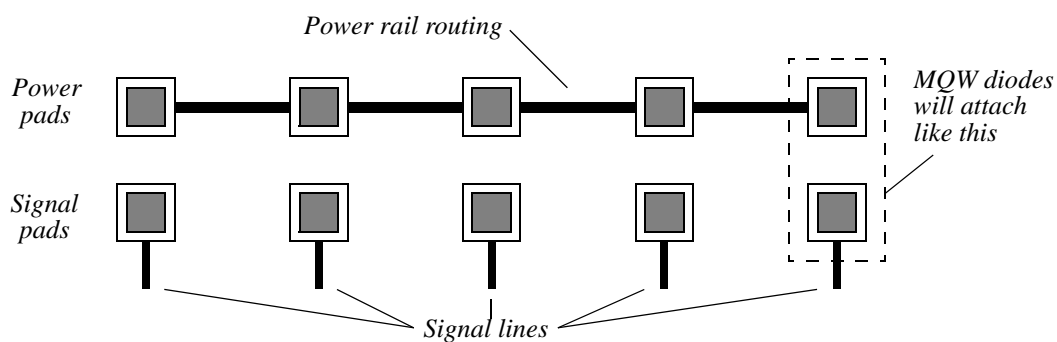 Power rail routing
Power
pads
MQW diodes
will attach
like this
Signal
pads
Signal lines